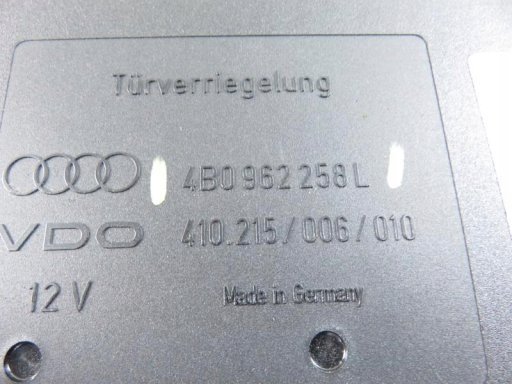 Türverriegelung
4B0 962 258 L
VDO 410.215/006/010
12 V Made in Germany